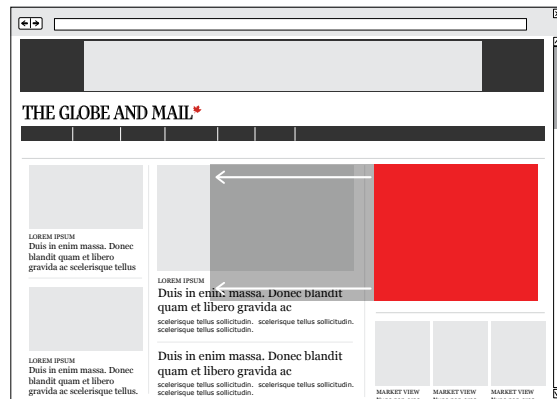 THE GLOBE AND MAIL
LOREM IPSUM
Duis in enim massa. Donec
blandit quam et libero
gravida ac scelerisque tellus
LOREM IPSUM
Duis in enim massa. Donec
blandit quam et libero
gravida ac scelerisque tellus.
LOREM IPSUM
Duis in enim massa. Donec blandit
quam et libero gravida ac
scelerisque tellus sollicitudin. scelerisque tellus sollicitudin.
scelerisque tellus sollicitudin.
Duis in enim massa. Donec blandit
quam et libero gravida ac
scelerisque tellus sollicitudin. scelerisque tellus sollicitudin.
scelerisque tellus sollicitudin.
MARKET VIEW MARKET VIEW MARKET VIEW